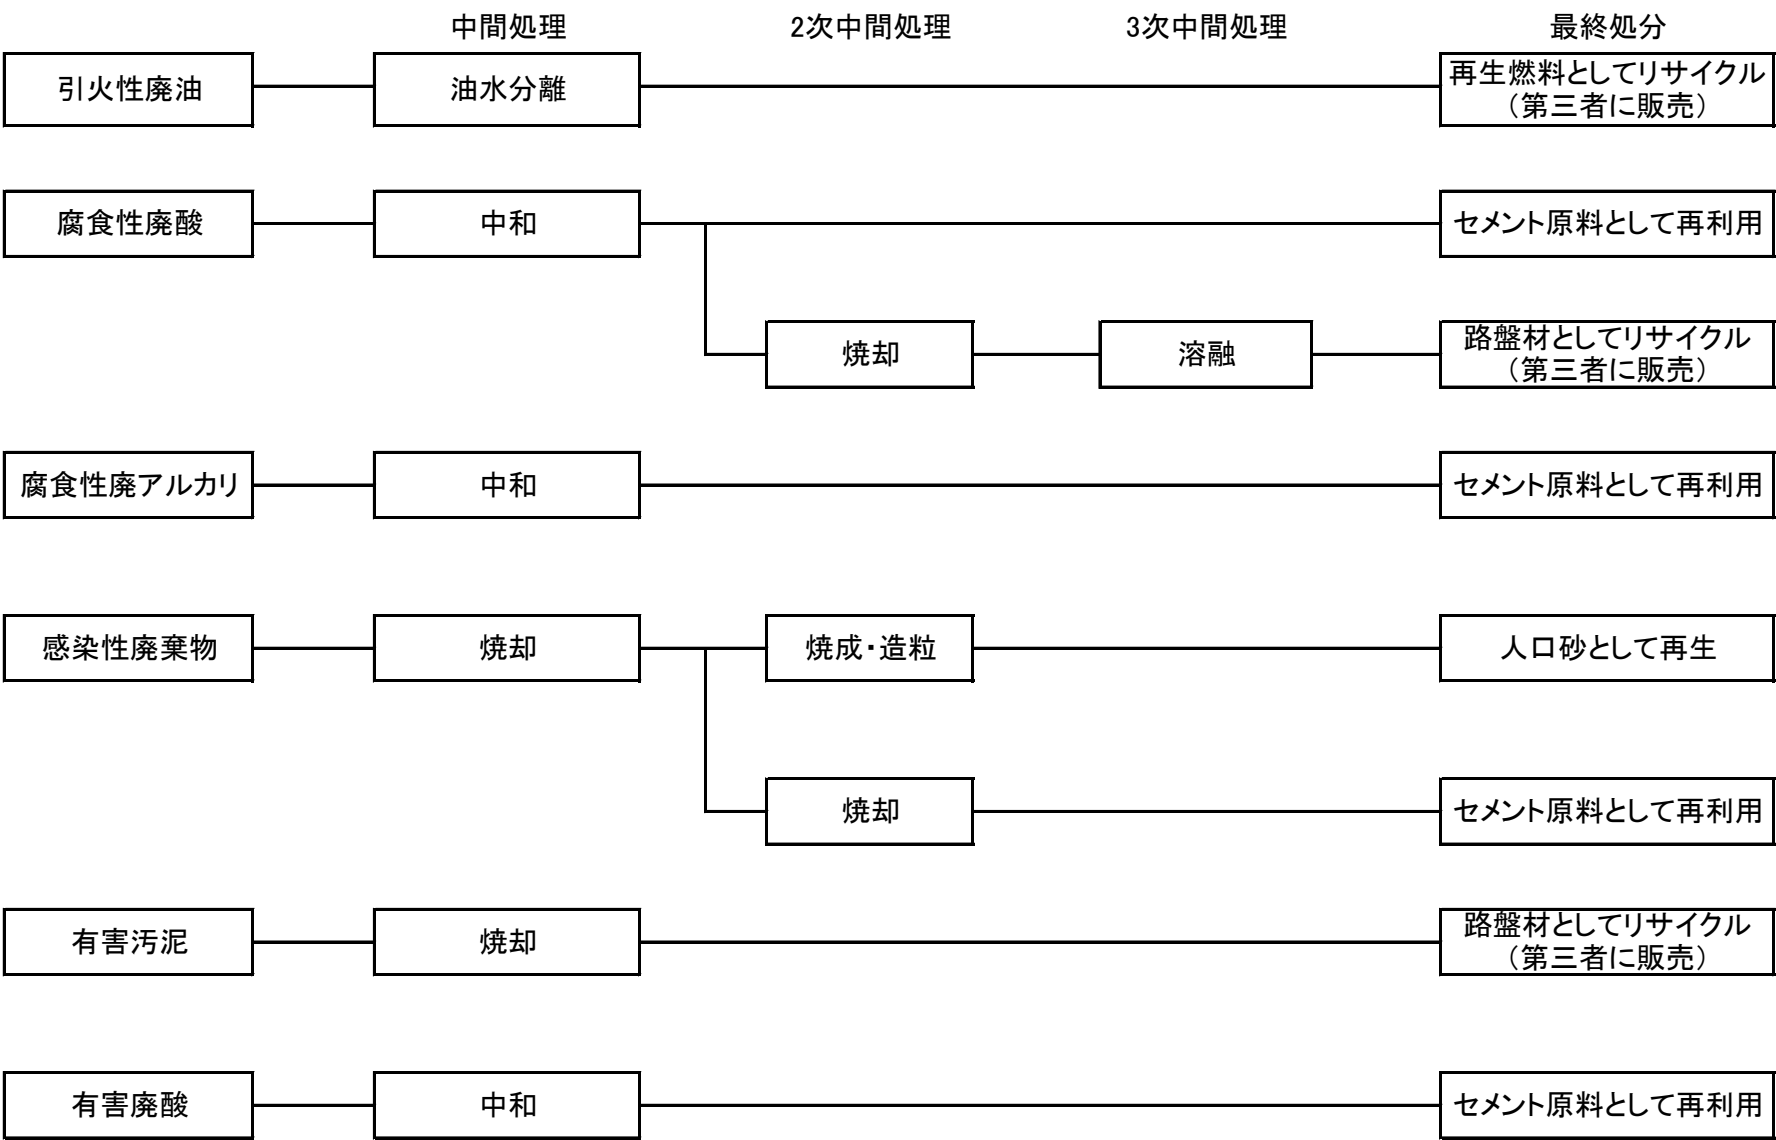 中間処理
2次中間処理
3次中間処理
最終処分
引火性廃油
油水分離
再生燃料としてリサイクル
（第三者に販売）
腐食性廃酸
中和
セメント原料として再利用
焼却
溶融
路盤材としてリサイクル
（第三者に販売）
腐食性廃アルカリ
中和
セメント原料として再利用
感染性廃棄物
焼却
焼成・造粒
人口砂として再生
焼却
セメント原料として再利用
有害汚泥
焼却
路盤材としてリサイクル
（第三者に販売）
有害廃酸
中和
セメント原料として再利用